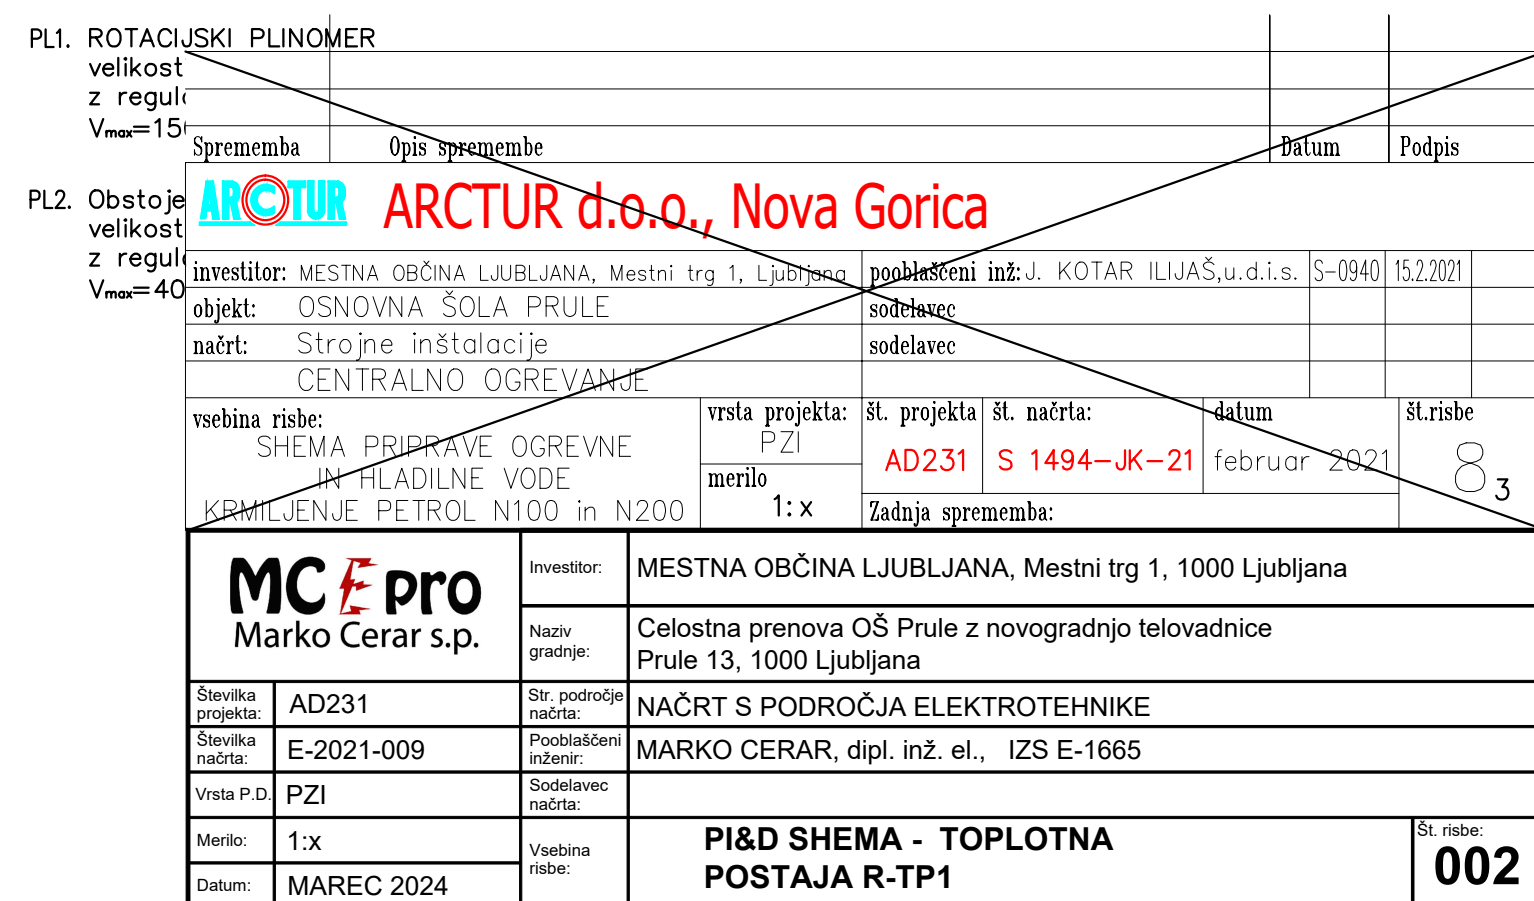 PL1. ROTACIJSKI PLINOMER
velikost
z regul
Vmax=15
Sprememba Opis spremembe Datum Podpis
PL2. Obstoje
velikost
z regul
Vmax=40
ARCTUR ARCTUR d.o.o., Nova Gorica
investitor: MESTNA OBČINA LJUBLJANA, Mestni trg 1, Ljubljana pooblaščeni inž: J. KOTAR ILIJAŠ,u.d.i.s. S-0940 15.2.2021
objekt: OSNOVNA ŠOLA PRULE sodelavec
načrt: Strojne inštalacije sodelavec
CENTRALNO OGREVANJE
vsebina risbe: vrsta projekta: št. projekta št. načrta: datum št.risbe
SHEMA PRIPRAVE OGREVNE PZI AD231 S 1494-JK-21 februar 2021 8
IN HLADILNE VODE merilo 3
KRMILJENJE PETROL N100 in N200 1:x Zadnja sprememba:
MC E pro
Marko Cerar s.p.
Investitor: MESTNA OBČINA LJUBLJANA, Mestni trg 1, 1000 Ljubljana
Naziv gradnje: Celostna prenova OŠ Prule z novogradnjo telovadnice
Prule 13, 1000 Ljubljana
Številka projekta: AD231 Str. področje načrta: NAČRT S PODROČJA ELEKTROTEHNIKE
Številka načrta: E-2021-009 Pooblaščeni inženir: MARKO CERAR, dipl. inž. el., IZS E-1665
Vrsta P.D. PZI Sodelavec načrta:
Merilo: 1:x Vsebina risbe: PI&D SHEMA - TOPLOTNA Št. risbe:
Datum: MAREC 2024 POSTAJA R-TP1 002